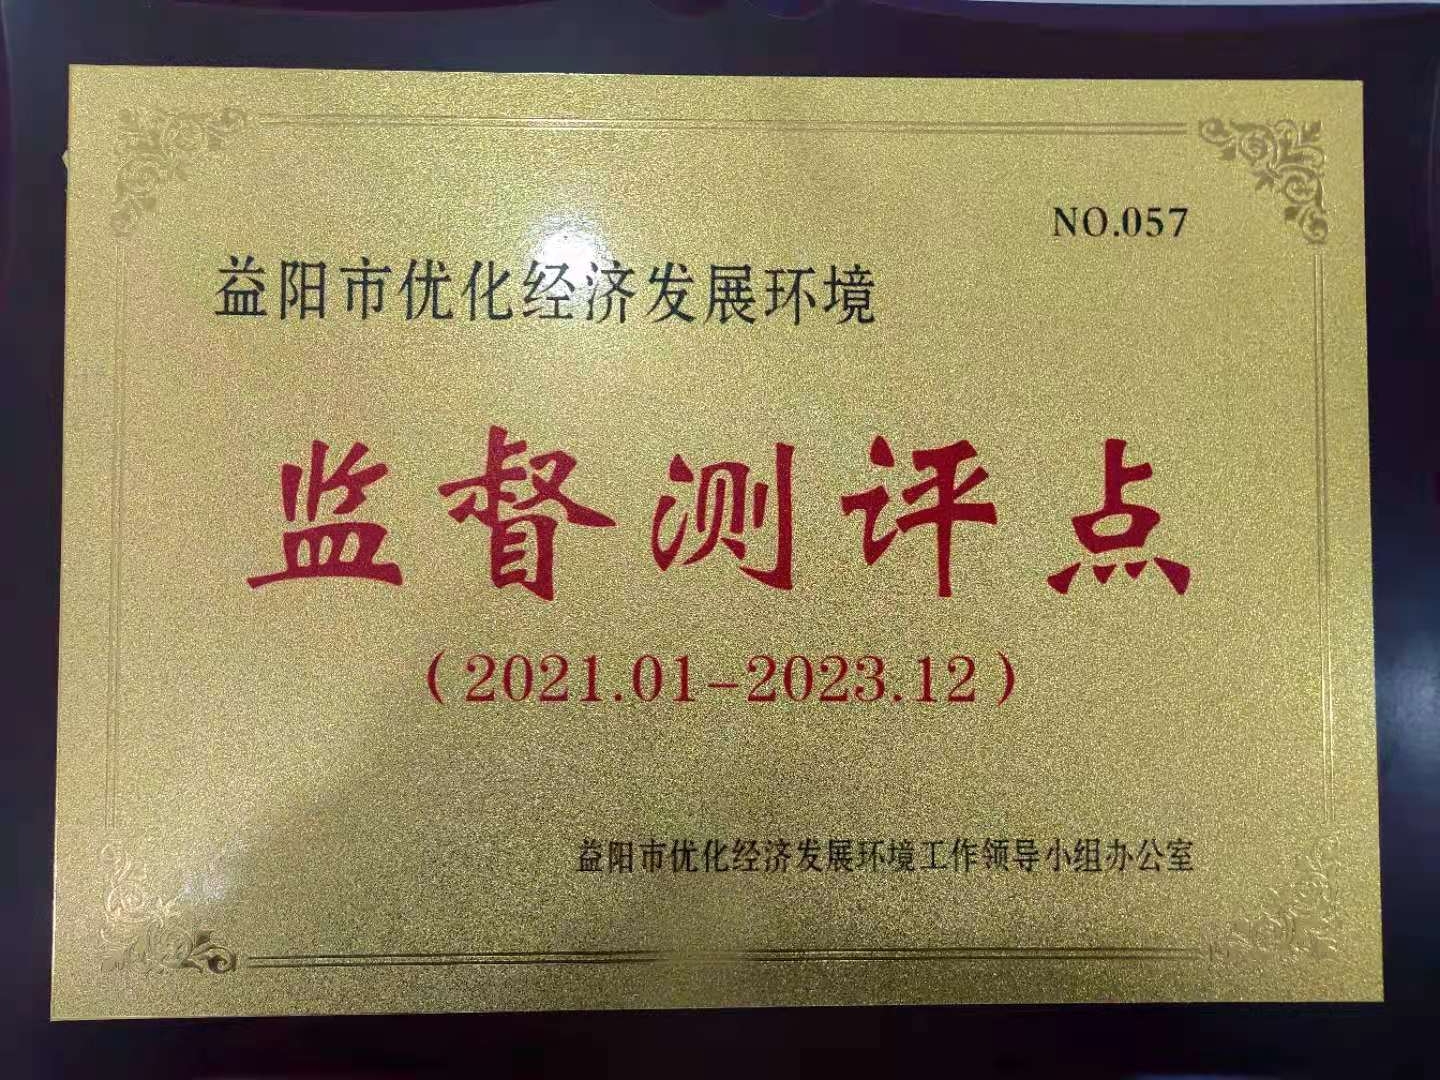 NO.057
益阳市优化经济发展环境
监督测评点
（2021.01-2023.12）
益阳市优化经济发展环境工作领导小组办公室